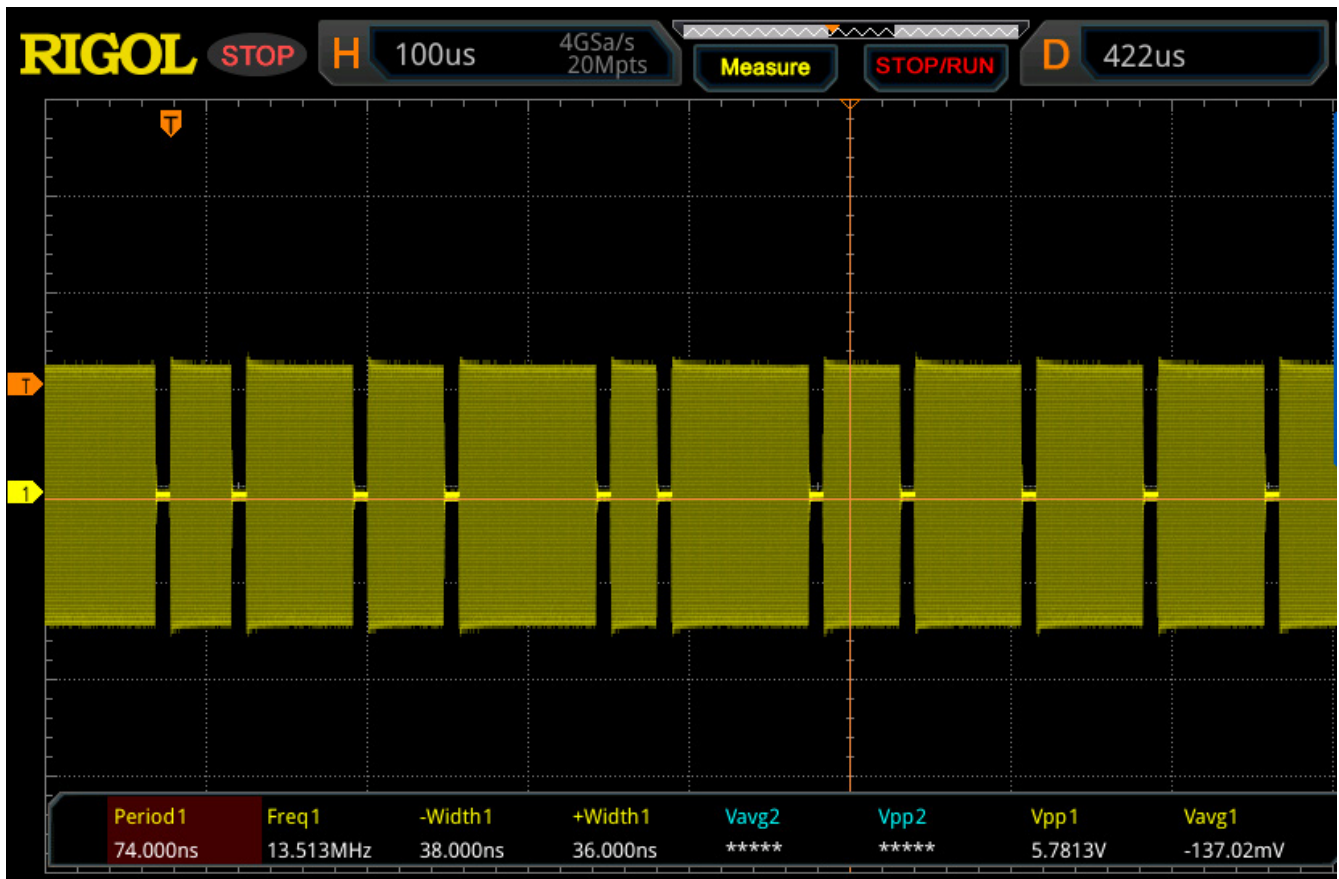 RIGOL STOP H 100us 4GSa/s 20Mpts Measure STOP/RUN D 422us
T
T
1
Period1 Freq1 -Width1 +Width1 Vavg2 Vpp2 Vpp1 Vavg1
74.000ns 13.513MHz 38.000ns 36.000ns ***** ***** 5.7813V -137.02mV